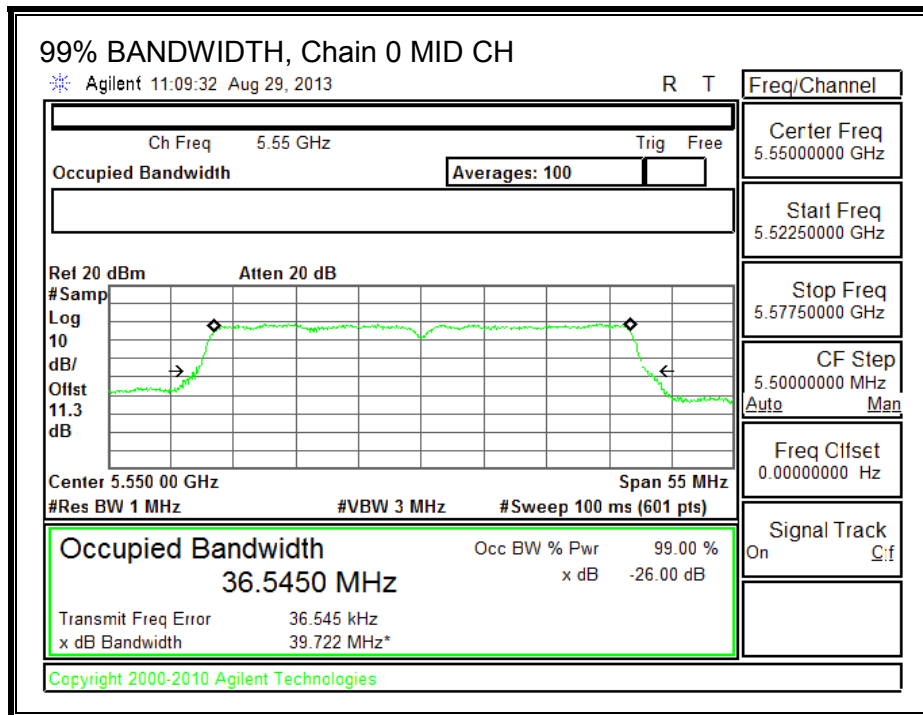 99% BANDWIDTH, Chain 0 MID CH
Agilent 11:09:32 Aug 29, 2013 R T
Freq/Channel
Ch Freq 5.55 GHz Trig Free
Occupied Bandwidth Averages: 100
Center Freq
5.55000000 GHz
Start Freq
5.52250000 GHz
Stop Freq
5.57750000 GHz
CF Step
5.50000000 MHz
Auto Man
Freq Offset
0.00000000 Hz
Signal Track
On Off
Ref 20 dBm Atten 20 dB
#Samp
Log
10
dB/
Offst
11.3
dB
Center 5.550 00 GHz Span 55 MHz
#Res BW 1 MHz #VBW 3 MHz #Sweep 100 ms (601 pts)
Occupied Bandwidth Occ BW % Pwr 99.00 %
36.5450 MHz x dB -26.00 dB
Transmit Freq Error 36.545 kHz
x dB Bandwidth 39.722 MHz*
Copyright 2000-2010 Agilent Technologies